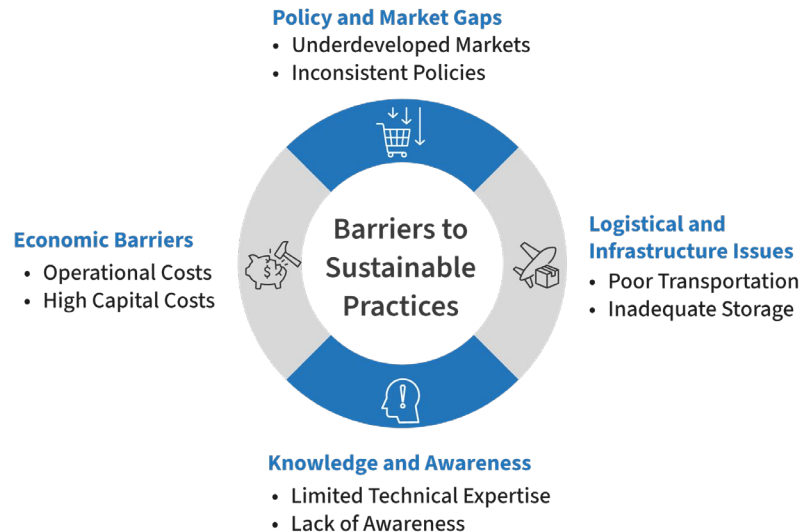 Policy and Market Gaps
• Underdeveloped Markets
• Inconsistent Policies
Economic Barriers
• Operational Costs
• High Capital Costs
$
Barriers to
Sustainable
Practices
Logistical and
Infrastructure Issues
• Poor Transportation
• Inadequate Storage
!
Knowledge and Awareness
• Limited Technical Expertise
• Lack of Awareness